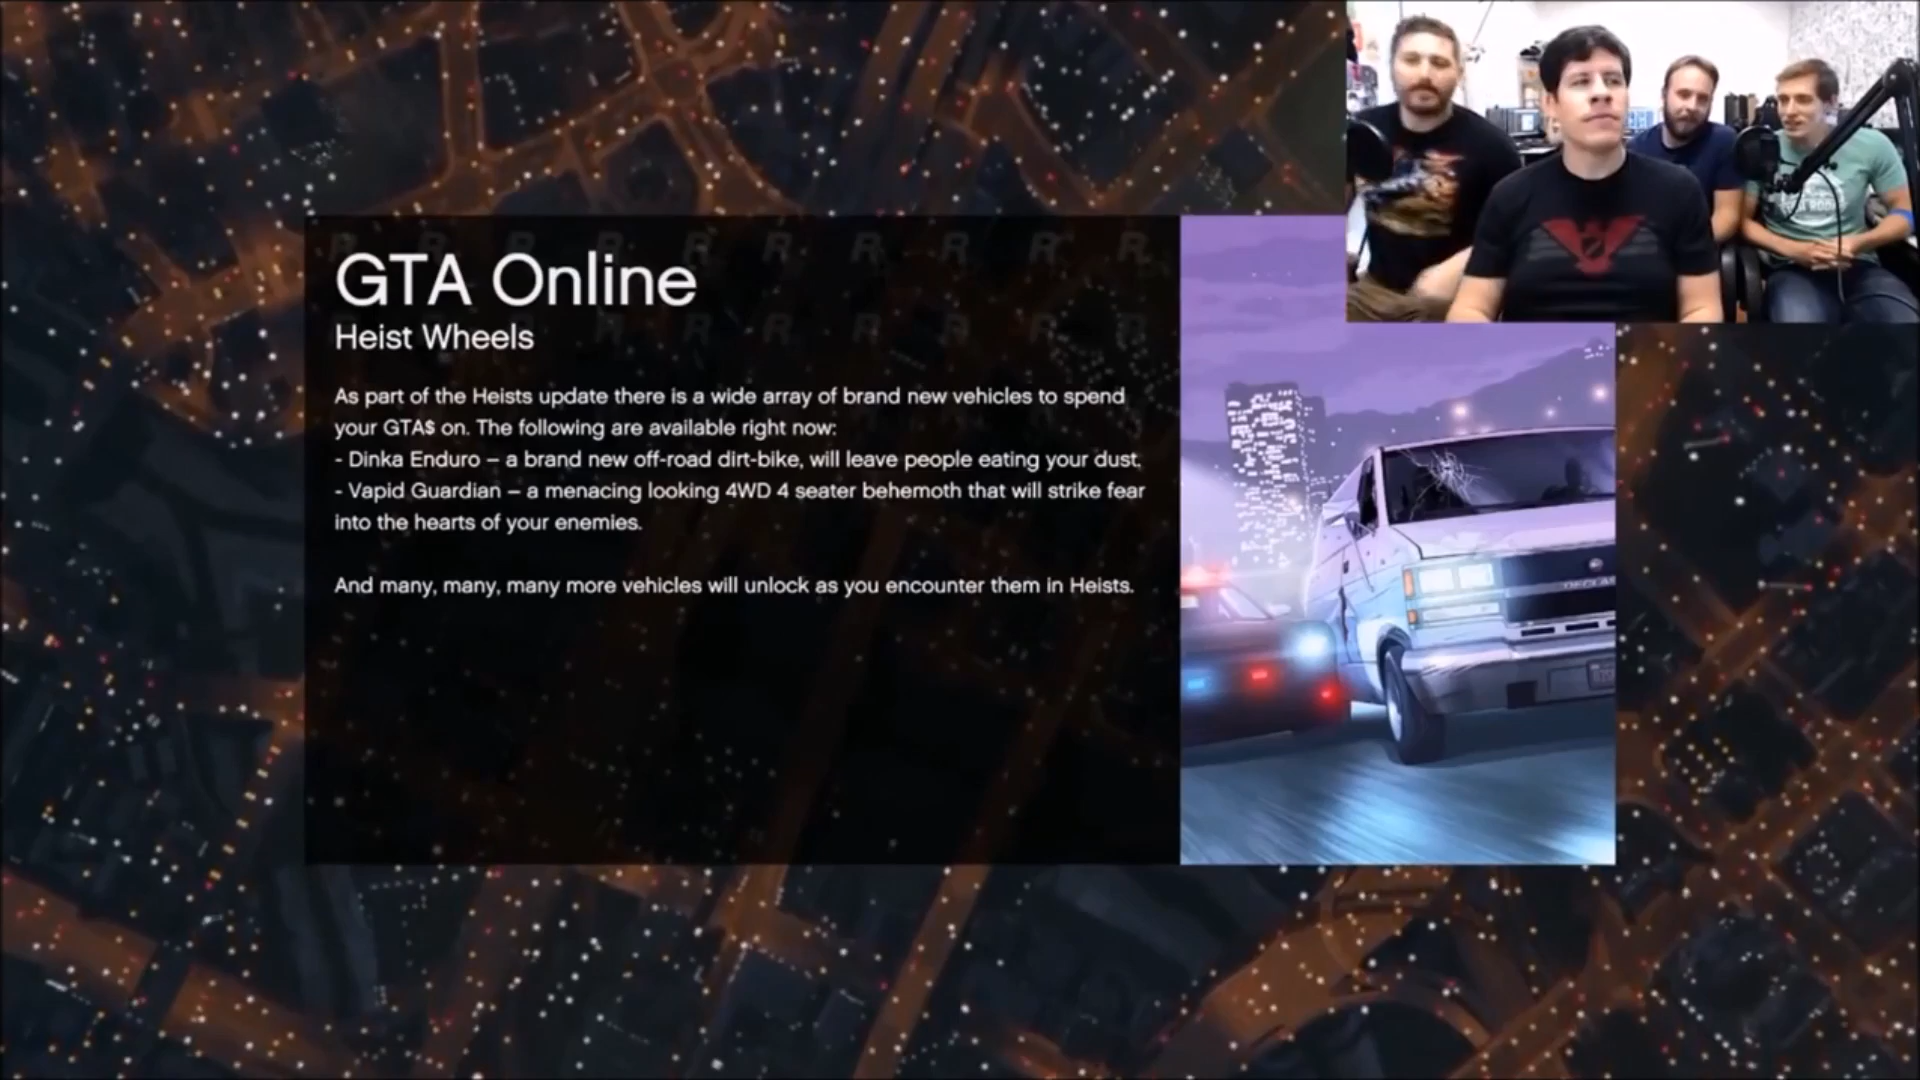 GTA Online
Heist Wheels
As part of the Heists update there is a wide array of brand new vehicles to spend
your GTA$ on. The following are available right now:
- Dinka Enduro – a brand new off-road dirt-bike, will leave people eating your dust.
- Vapid Guardian – a menacing looking 4WD 4 seater behemoth that will strike fear
into the hearts of your enemies.
And many, many, many more vehicles will unlock as you encounter them in Heists.